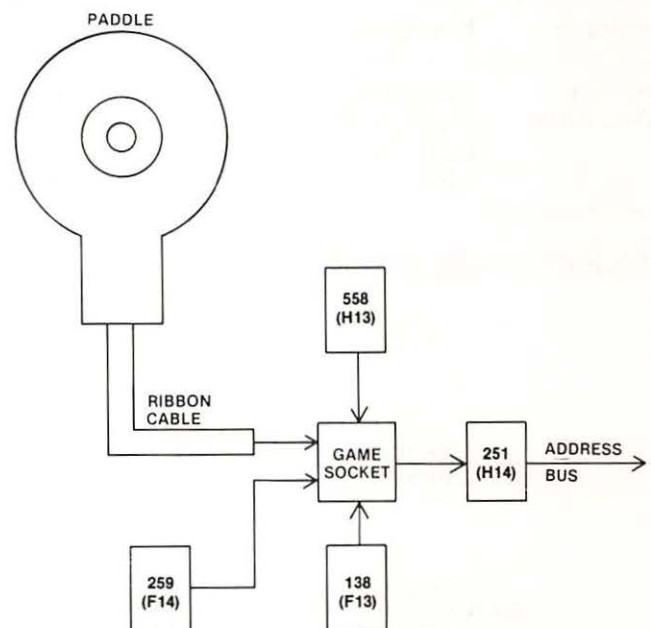 PADDLE
558
(H13)
RIBBON
CABLE
GAME
SOCKET
251
(H14)
ADDRESS
BUS
259
(F14)
138
(F13)